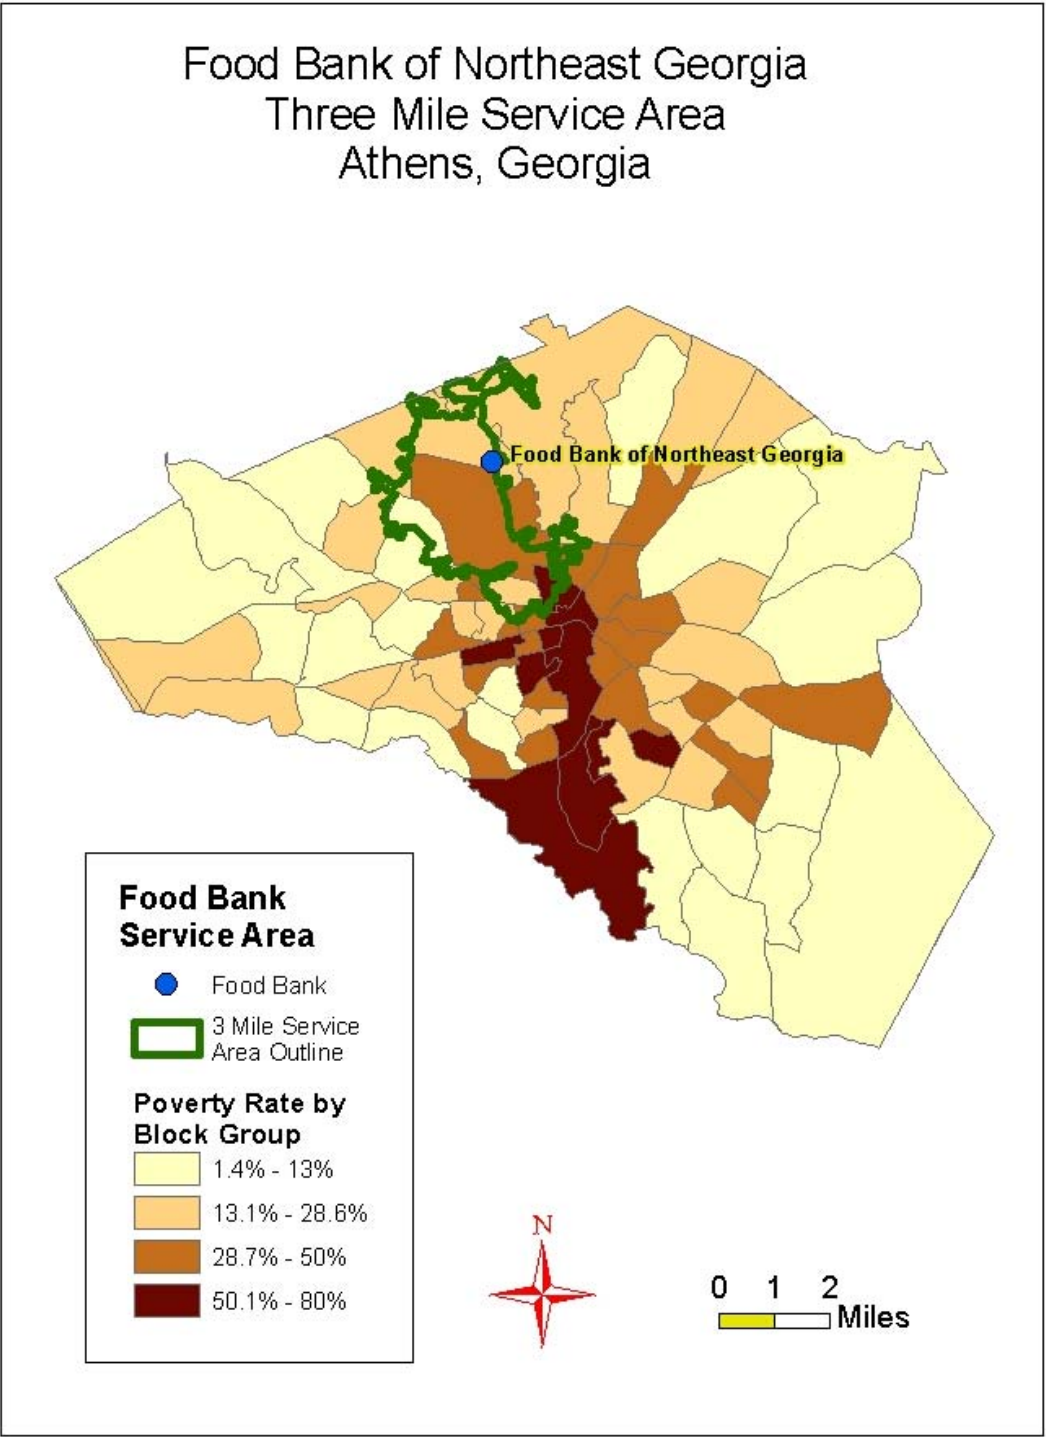 Food Bank of Northeast Georgia
Three Mile Service Area
Athens, Georgia
Food Bank of Northeast Georgia
Food Bank
Service Area
Food Bank
3 Mile Service
Area Outline
Poverty Rate by
Block Group
1.4% - 13%
13.1% - 28.6%
28.7% - 50%
50.1% - 80%
N
0 1 2
Miles